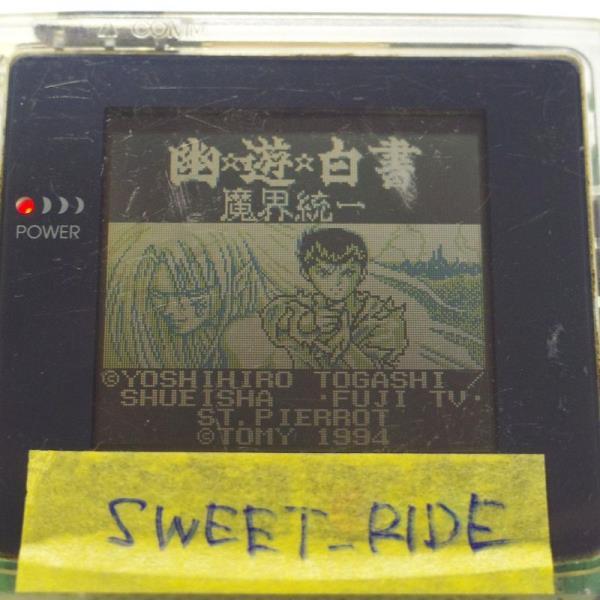 COMM
POWER
幽☆遊☆白書
魔界統一
©YOSHIHIRO TOGASHI/
SHUEISHA ·FUJI TV·
ST.PIERROT
©TOMY 1994
SWEET_RIDE